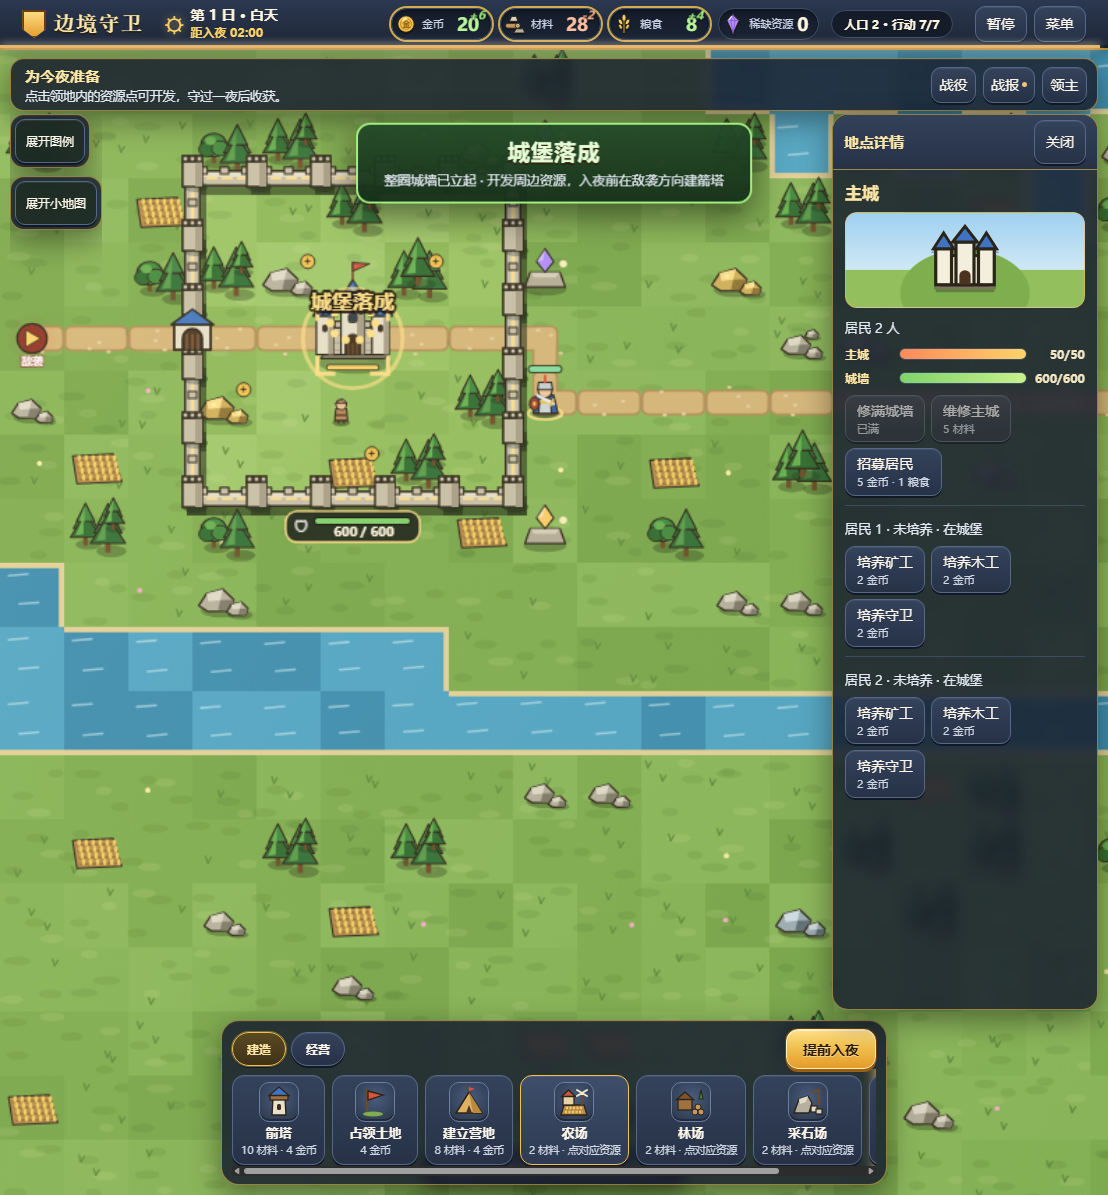 边境守卫
第 1 日 · 白天
距入夜 02:00
金币 20 +6
材料 28 -2
粮食 8 +4
稀缺资源 0
人口 2 · 行动 7/7
暂停
菜单
为今夜准备
点击领地内的资源点可开发，守过一夜后收获。
战役
战报
领主
展开图例
展开小地图
城堡落成
整圈城墙已立起 · 开发周边资源，入夜前在敌袭方向建箭塔
城堡落成
敌袭
600 / 600
地点详情
关闭
主城
居民 2 人
主城 50/50
城墙 600/600
修满城墙
已满
维修主城
5 材料
招募居民
5 金币 · 1 粮食
居民 1 · 未培养 · 在城堡
培养矿工
2 金币
培养木工
2 金币
培养守卫
2 金币
居民 2 · 未培养 · 在城堡
培养矿工
2 金币
培养木工
2 金币
培养守卫
2 金币
建造
经营
提前入夜
箭塔
10 材料 · 4 金币
占领土地
4 金币
建立营地
8 材料 · 4 金币
农场
2 材料 · 点对应资源
林场
2 材料 · 点对应资源
采石场
2 材料 · 点对应资源